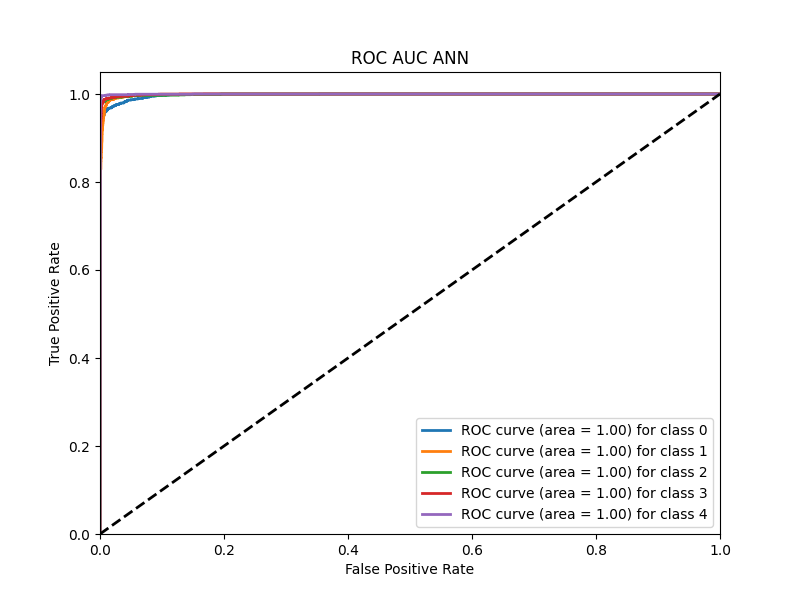 ROC AUC ANN
True Positive Rate
1.0
0.8
0.6
0.4
0.2
0.0
ROC curve (area = 1.00) for class 0
ROC curve (area = 1.00) for class 1
ROC curve (area = 1.00) for class 2
ROC curve (area = 1.00) for class 3
ROC curve (area = 1.00) for class 4
0.0 0.2 0.4 0.6 0.8 1.0
False Positive Rate